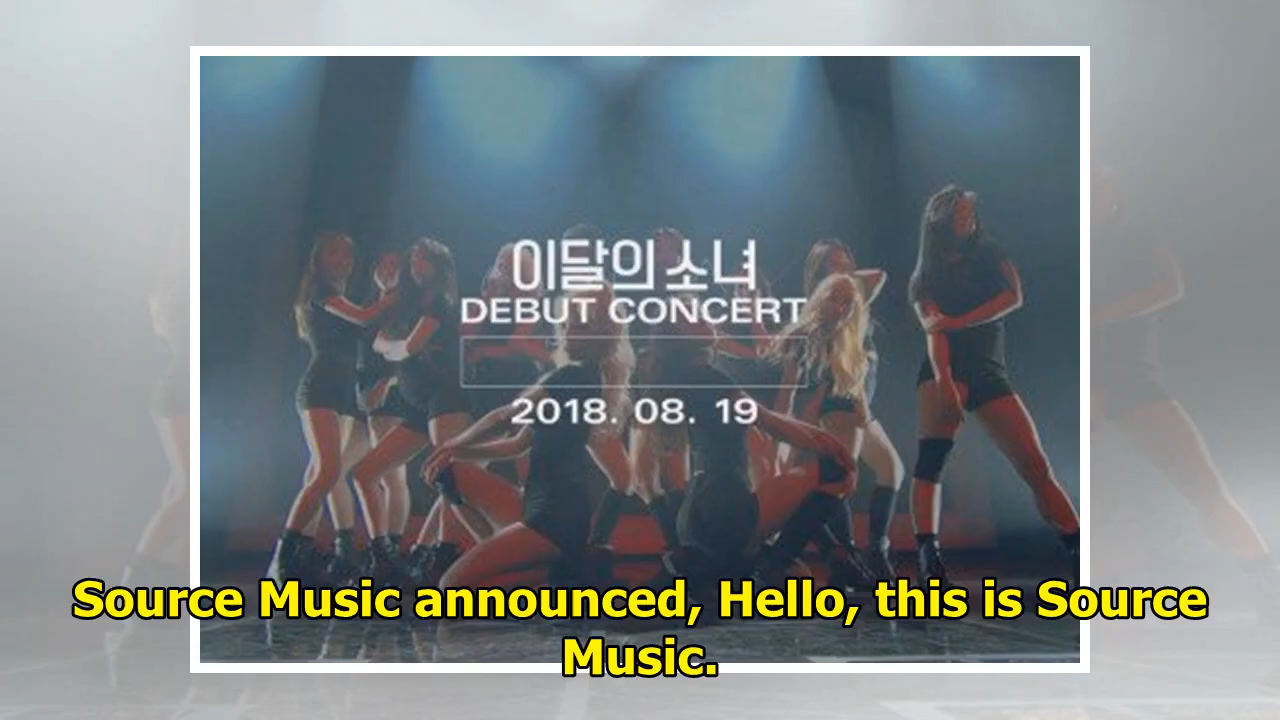 이달의 소녀
DEBUT CONCERT
2018. 08. 19
Source Music announced, Hello, this is Source
Music.